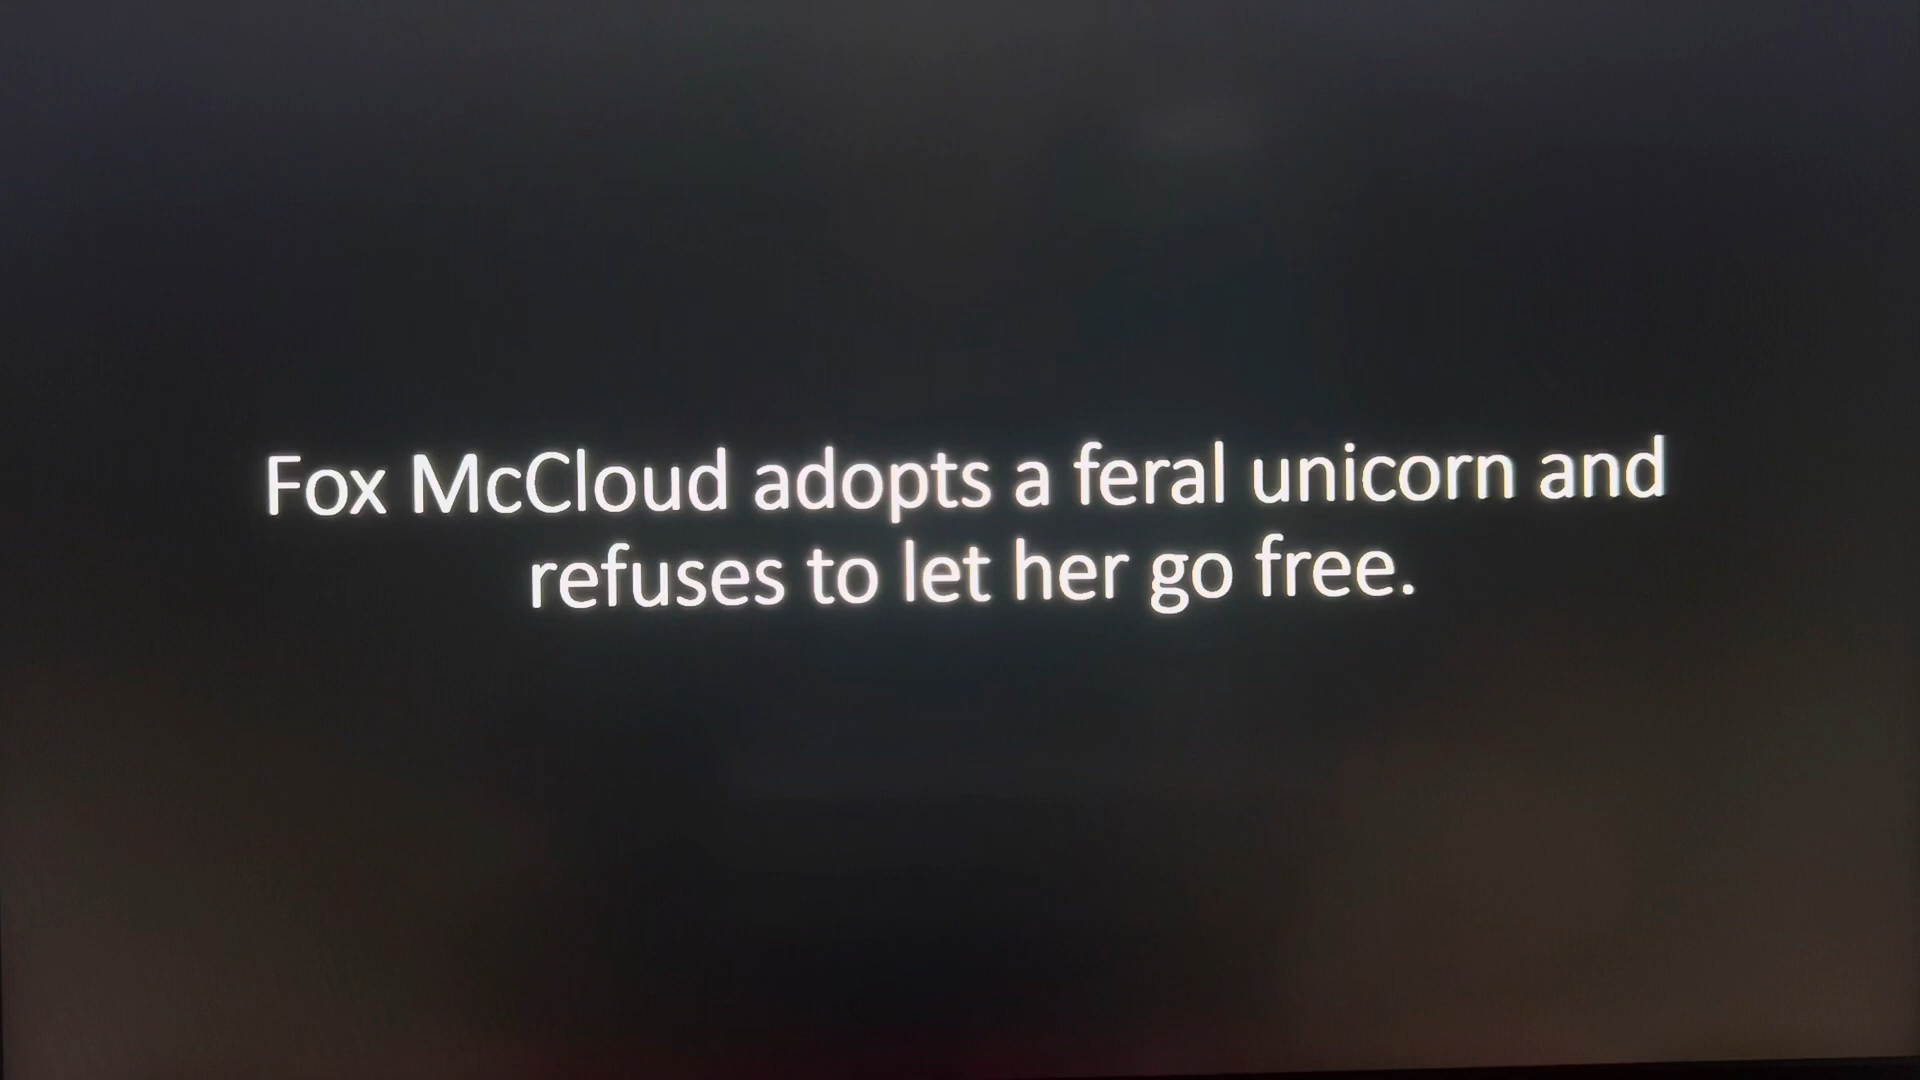 Fox McCloud adopts a feral unicorn and
refuses to let her go free.